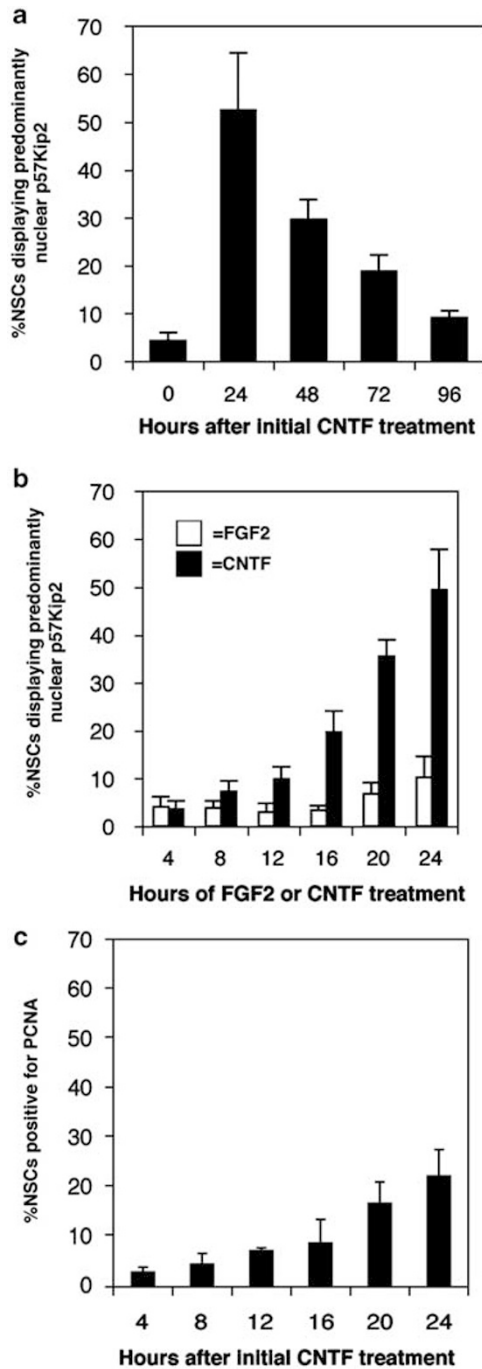 a
%NSCs displaying predominantly
nuclear p57Kip2
70
60
50
40
30
20
10
0
0 24 48 72 96
Hours after initial CNTF treatment
b
%NSCs displaying predominantly
nuclear p57Kip2
70
60
50
40
30
20
10
0
=FGF2
=CNTF
4 8 12 16 20 24
Hours of FGF2 or CNTF treatment
c
%NSCs positive for PCNA
70
60
50
40
30
20
10
0
4 8 12 16 20 24
Hours after initial CNTF treatment